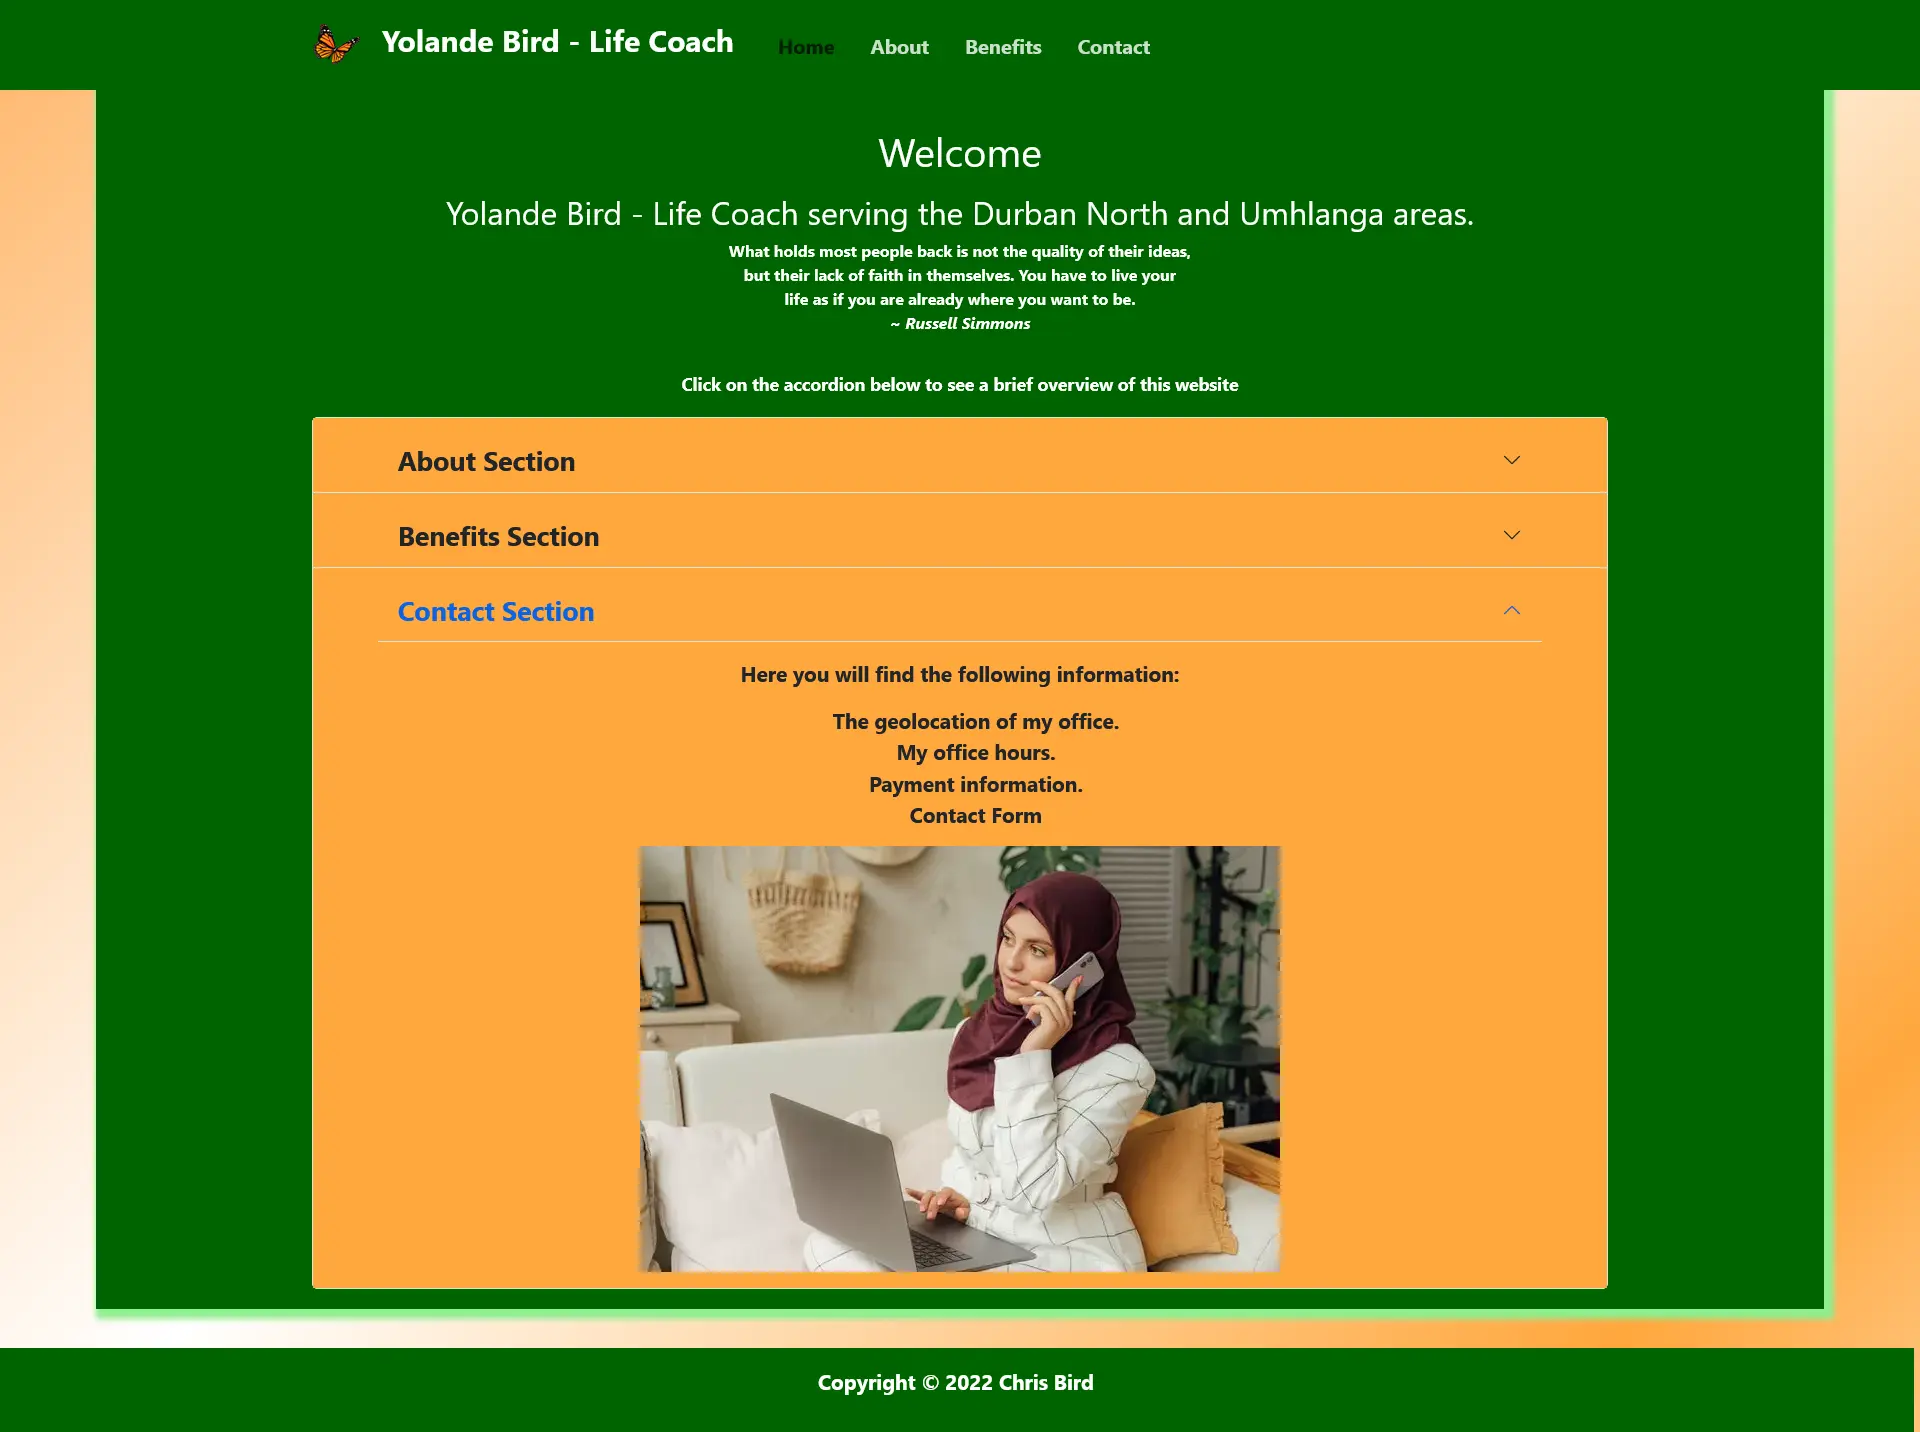 Yolande Bird - Life Coach
Home
About
Benefits
Contact
Welcome
Yolande Bird - Life Coach serving the Durban North and Umhlanga areas.
What holds most people back is not the quality of their ideas,
but their lack of faith in themselves. You have to live your
life as if you are already where you want to be.
~ Russell Simmons
Click on the accordion below to see a brief overview of this website
About Section
Benefits Section
Contact Section
Here you will find the following information:
The geolocation of my office.
My office hours.
Payment information.
Contact Form
Copyright © 2022 Chris Bird